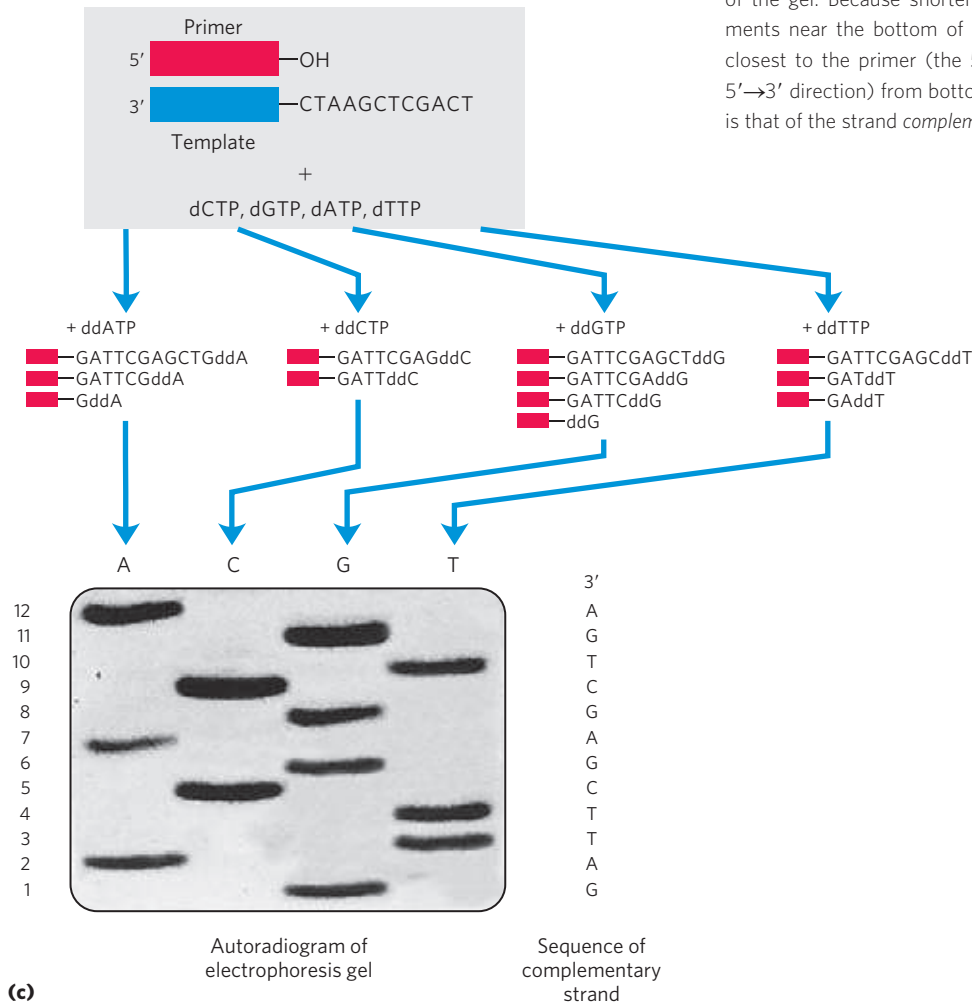 of the gel. Because shorter
ments near the bottom of
closest to the primer (the
5′→3′ direction) from botto
is that of the strand complem
Primer
5′ —OH
3′ —CTAAGCTCGACT
Template
+
dCTP, dGTP, dATP, dTTP
+ ddATP
GATTCGAGCTGddA
GATTCGddA
GddA
+ ddCTP
GATTCGAGddC
GATTddC
+ ddGTP
GATTCGAGCTddG
GATTCGAddG
GATTCddG
ddG
+ ddTTP
GATTCGAGCddT
GATddT
GAddT
A C G T
3′
12 A
11 G
10 T
9 C
8 G
7 A
6 G
5 C
4 T
3 T
2 A
1 G
Autoradiogram of
electrophoresis gel
Sequence of
complementary
strand
(c)